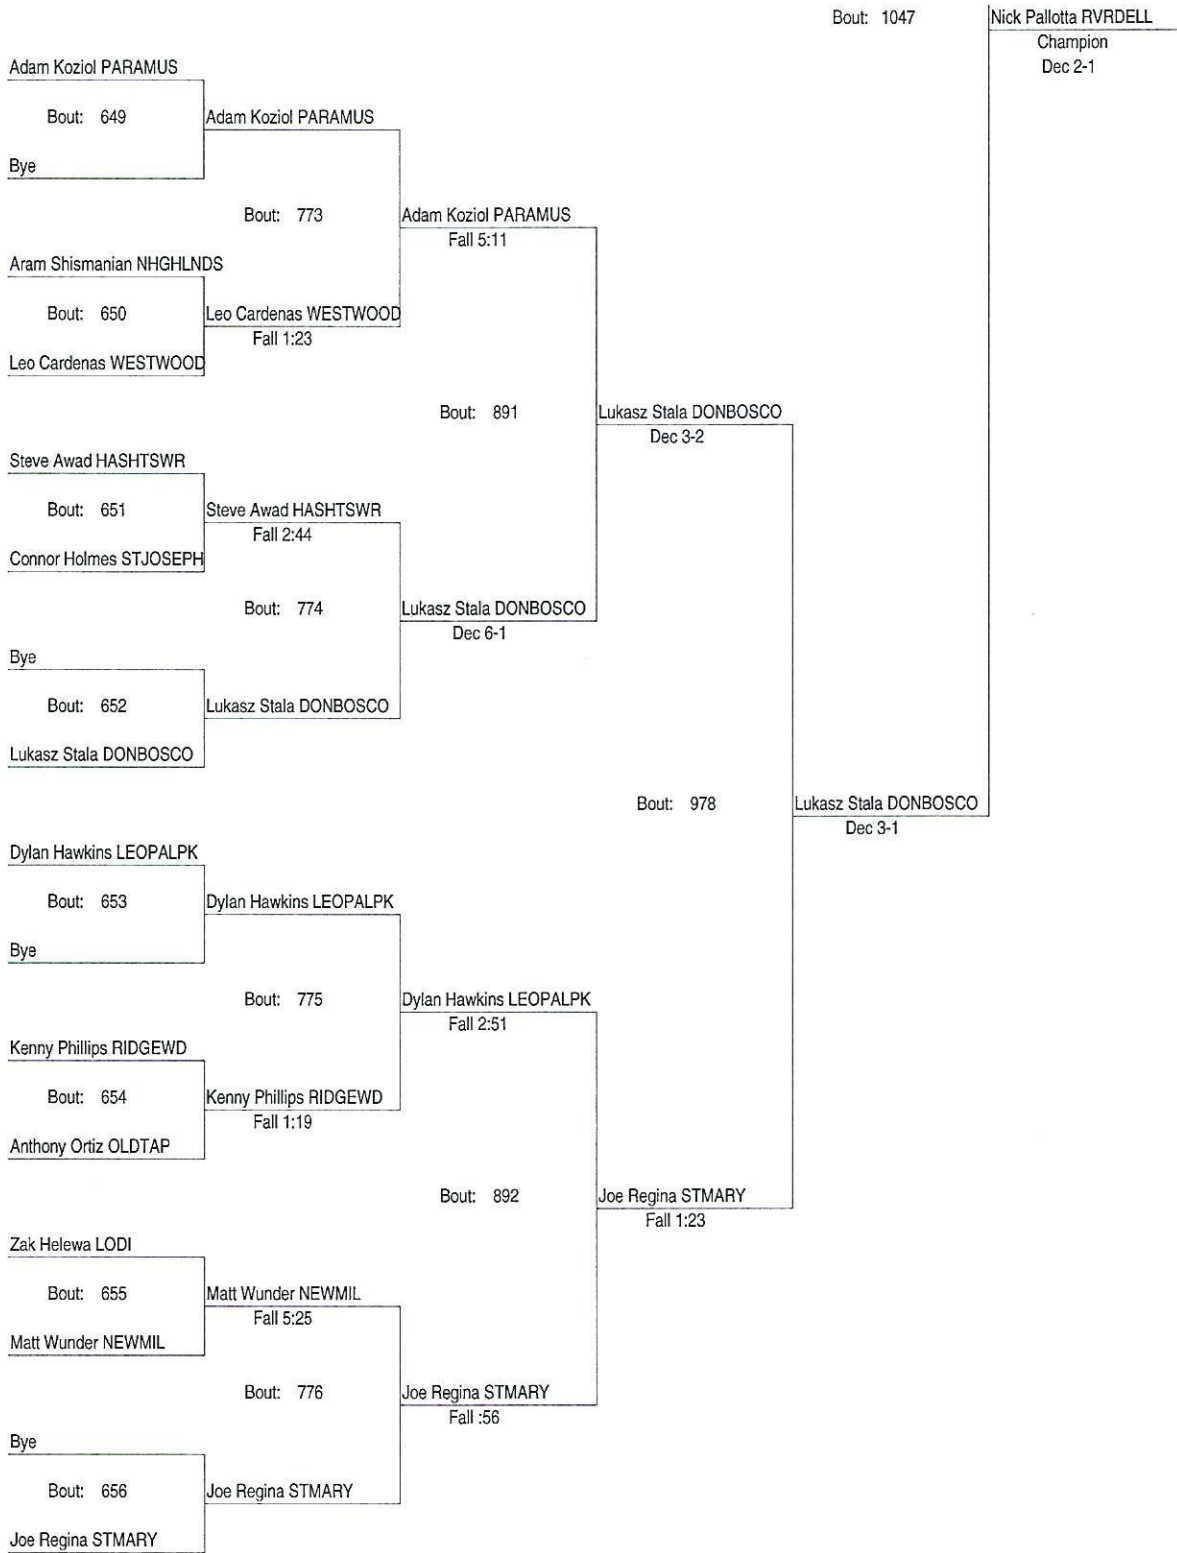 Bout: 1047
Nick Pallotta RVRDELL
Champion
Dec 2-1
Adam Koziol PARAMUS
Bout: 649
Adam Koziol PARAMUS
Bye
Bout: 773
Adam Koziol PARAMUS
Fall 5:11
Aram Shismanian NHGHLNDS
Bout: 650
Leo Cardenas WESTWOOD
Fall 1:23
Leo Cardenas WESTWOOD
Bout: 891
Lukasz Stala DONBOSCO
Dec 3-2
Steve Awad HASHTSWR
Bout: 651
Steve Awad HASHTSWR
Fall 2:44
Connor Holmes STJOSEPH
Bout: 774
Lukasz Stala DONBOSCO
Dec 6-1
Bye
Bout: 652
Lukasz Stala DONBOSCO
Lukasz Stala DONBOSCO
Bout: 978
Lukasz Stala DONBOSCO
Dec 3-1
Dylan Hawkins LEOPALPK
Bout: 653
Dylan Hawkins LEOPALPK
Bye
Bout: 775
Dylan Hawkins LEOPALPK
Fall 2:51
Kenny Phillips RIDGEWD
Bout: 654
Kenny Phillips RIDGEWD
Fall 1:19
Anthony Ortiz OLDTAP
Bout: 892
Joe Regina STMARY
Fall 1:23
Zak Helewa LODI
Bout: 655
Matt Wunder NEWMIL
Fall 5:25
Matt Wunder NEWMIL
Bout: 776
Joe Regina STMARY
Fall :56
Bye
Bout: 656
Joe Regina STMARY
Joe Regina STMARY